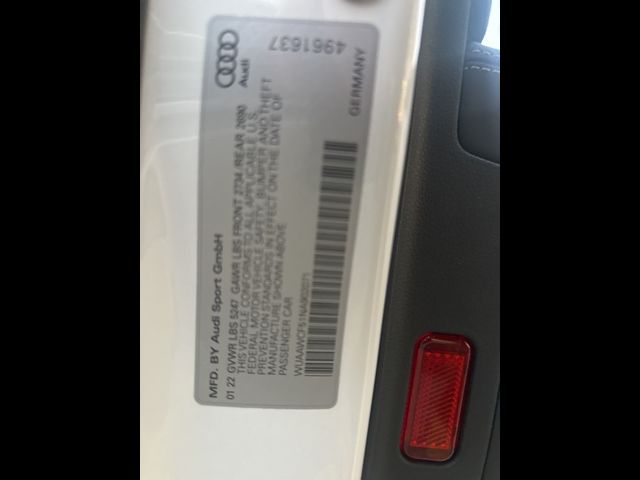 MFD. BY Audi Sport GmbH
Audi
01 22 GVWR LBS 5247 GAWR LBS FRONT 2734 /REAR 2690
THIS VEHICLE CONFORMS TO ALL APPLICABLE U.S.
FEDERAL MOTOR VEHICLE SAFETY, BUMPER AND THEFT
PREVENTION STANDARDS IN EFFECT ON THE DATE OF
MANUFACTURE SHOWN ABOVE
PASSENGER CAR
4961637
GERMANY